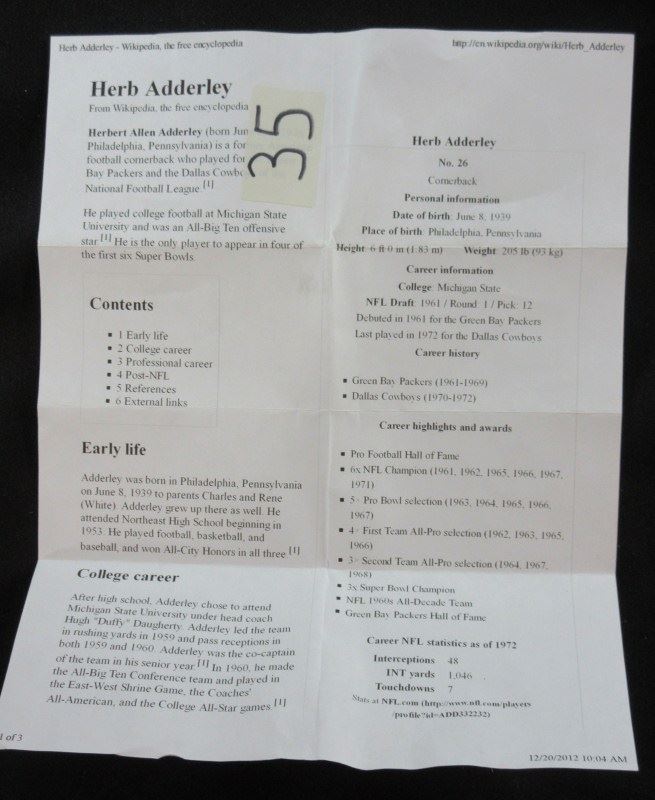 Herb Adderley - Wikipedia, the free encyclopedia
http://en.wikipedia.org/wiki/Herb_Adderley
Herb Adderley
From Wikipedia, the free encyclopedia
35
Herbert Allen Adderley (born Jun
Philadelphia, Pennsylvania) is a for
football cornerback who played for
Bay Packers and the Dallas Cowb
National Football League.[1]
He played college football at Michigan State
University and was an All-Big Ten offensive
star.[1] He is the only player to appear in four of
the first six Super Bowls.
Contents
▪ 1 Early life
▪ 2 College career
▪ 3 Professional career
▪ 4 Post-NFL
▪ 5 References
▪ 6 External links
Early life
Adderley was born in Philadelphia, Pennsylvania
on June 8, 1939 to parents Charles and Rene
(White). Adderley grew up there as well. He
attended Northeast High School beginning in
1953. He played football, basketball, and
baseball, and won All-City Honors in all three.[1]
College career
After high school, Adderley chose to attend
Michigan State University under head coach
Hugh "Duffy" Daugherty. Adderley led the team
in rushing yards in 1959 and pass receptions in
both 1959 and 1960. Adderley was the co-captain
of the team in his senior year.[1] In 1960, he made
the All-Big Ten Conference team and played in
the East-West Shrine Game, the Coaches'
All-American, and the College All-Star games.[1]
Herb Adderley
No. 26
Cornerback
Personal information
Date of birth: June 8, 1939
Place of birth: Philadelphia, Pennsylvania
Height: 6 ft 0 in (1.83 m) Weight: 205 lb (93 kg)
Career information
College: Michigan State
NFL Draft: 1961 / Round: 1 / Pick: 12
Debuted in 1961 for the Green Bay Packers
Last played in 1972 for the Dallas Cowboys
Career history
▪ Green Bay Packers (1961-1969)
▪ Dallas Cowboys (1970-1972)
Career highlights and awards
▪ Pro Football Hall of Fame
▪ 6x NFL Champion (1961, 1962, 1965, 1966, 1967,
1971)
▪ 5× Pro Bowl selection (1963, 1964, 1965, 1966,
1967)
▪ 4× First Team All-Pro selection (1962, 1963, 1965,
1966)
▪ 3× Second Team All-Pro selection (1964, 1967,
1968)
▪ 3x Super Bowl Champion
▪ NFL 1960s All-Decade Team
▪ Green Bay Packers Hall of Fame
Career NFL statistics as of 1972
Interceptions 48
INT yards 1,046
Touchdowns 7
Stats at NFL.com (http://www.nfl.com/players
/profile?id=ADD332232)
1 of 3
12/20/2012 10:04 AM